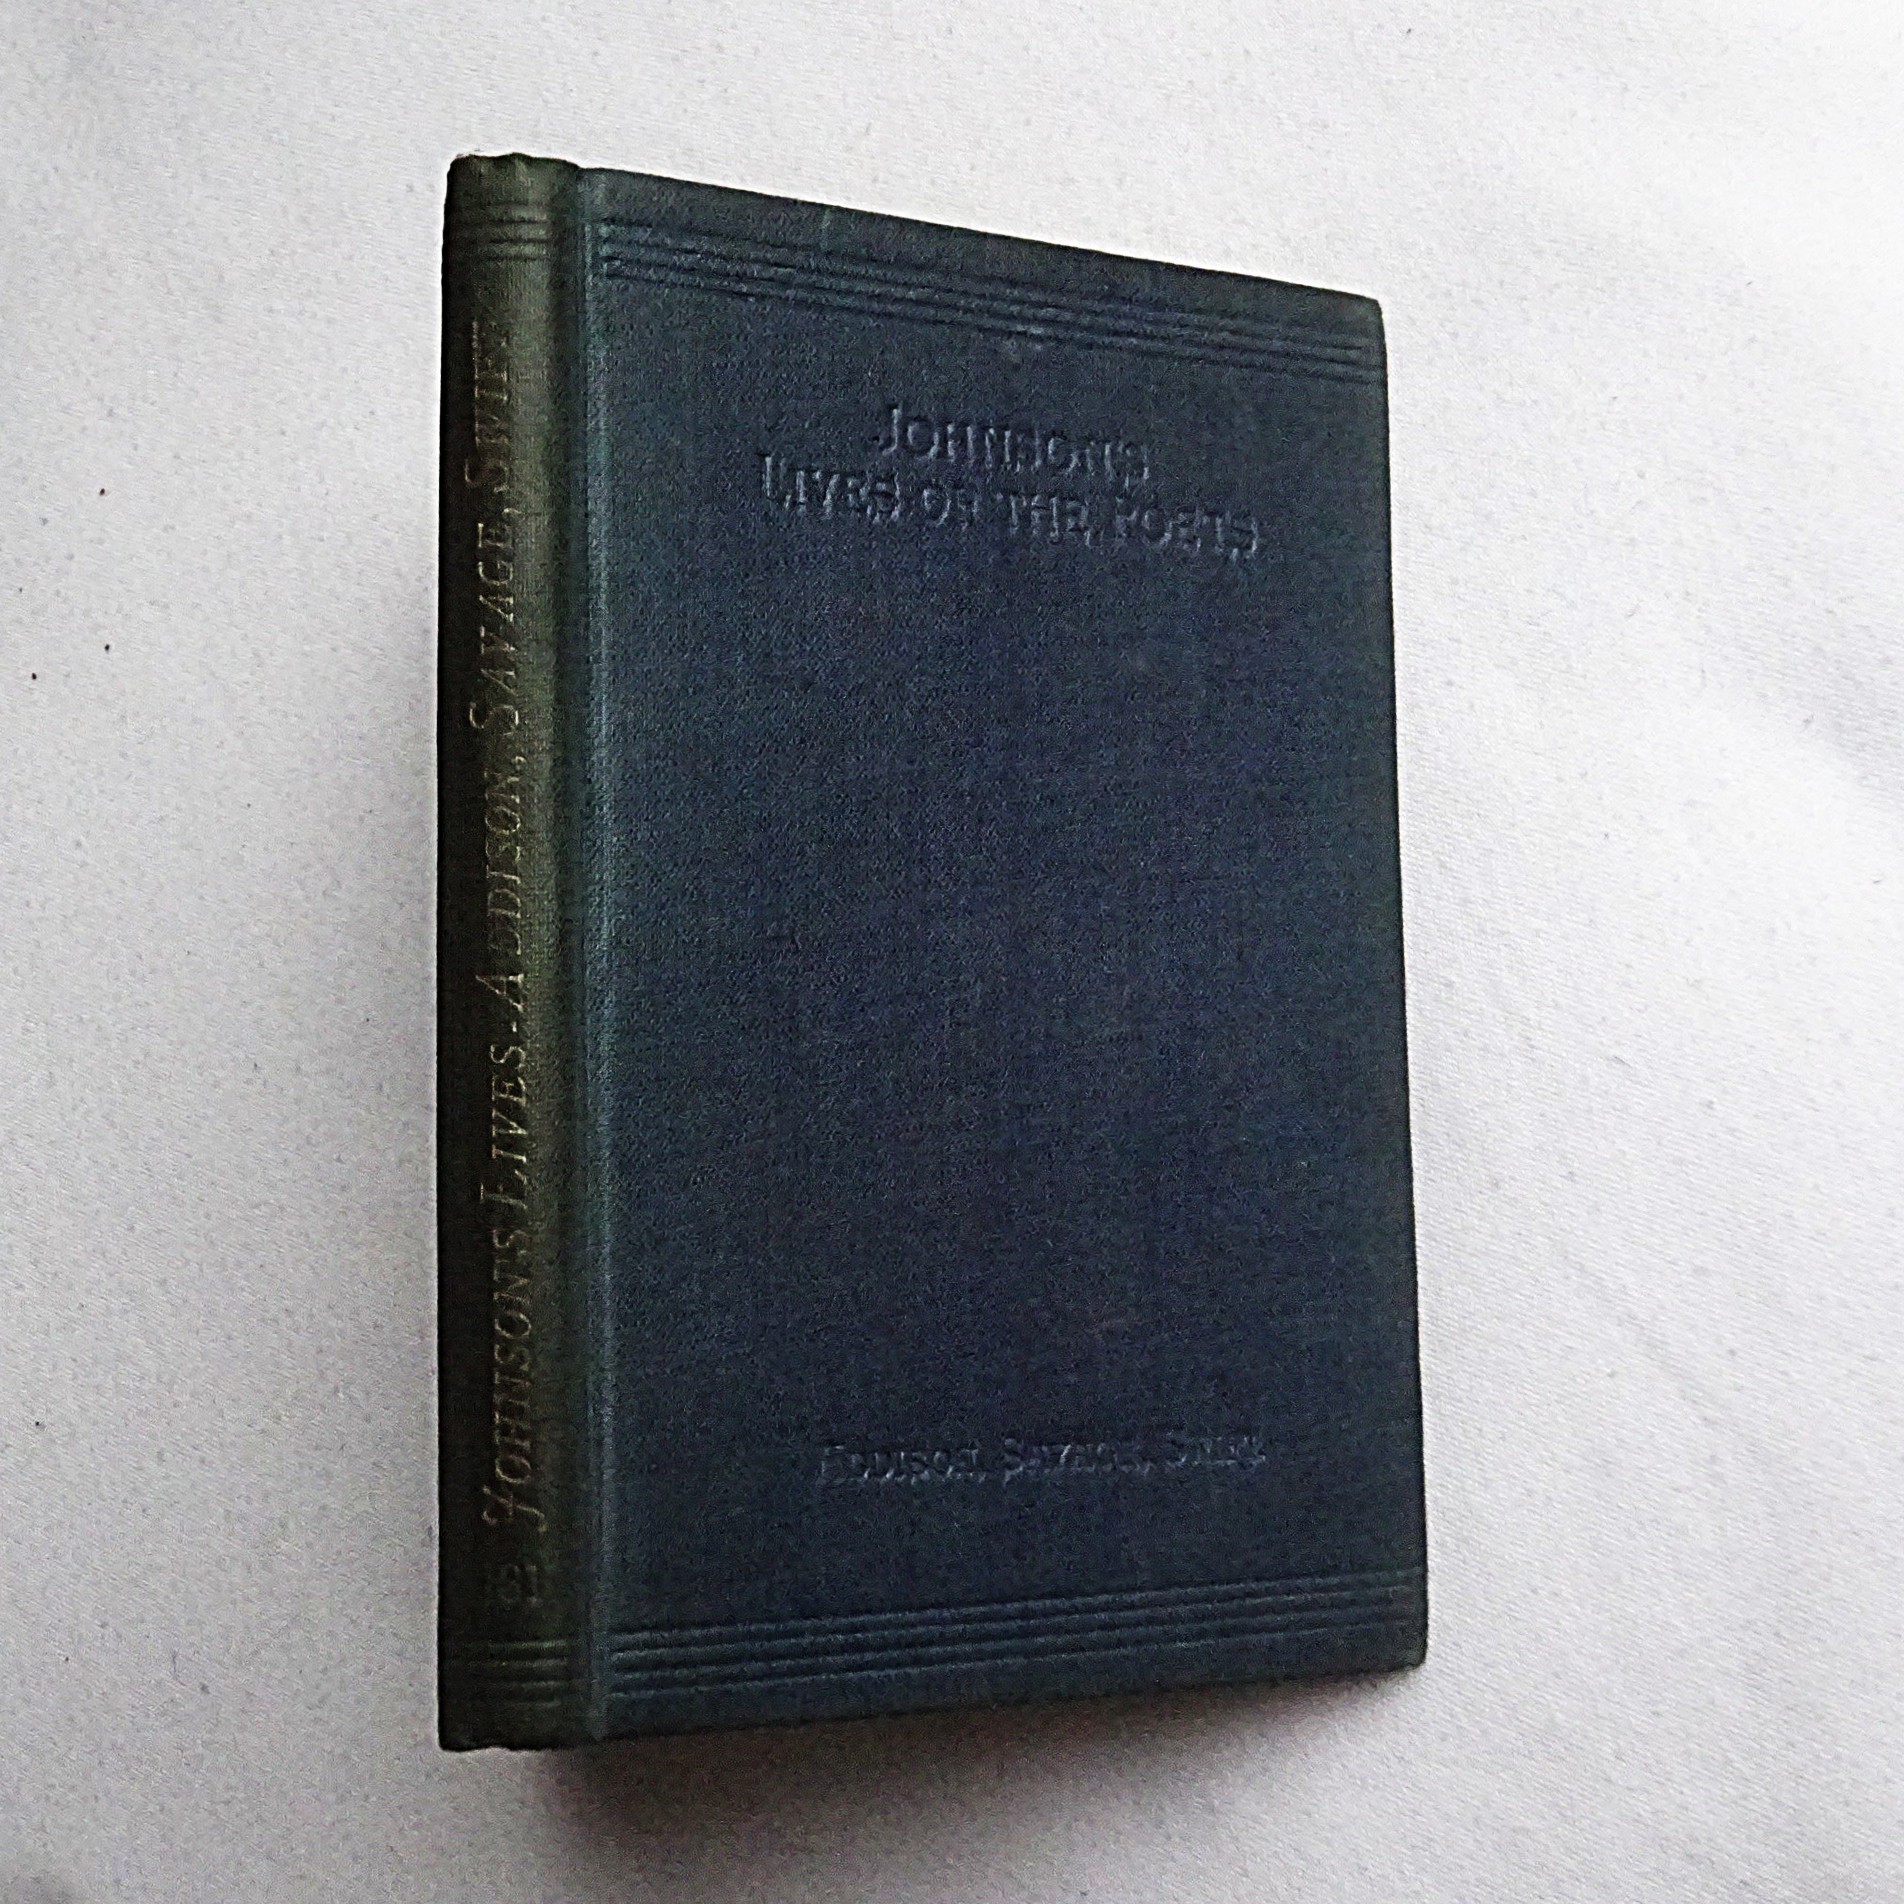 JOHNSON'S
LIVES OF THE POETS
ADDISON, SAVAGE, SWIFT.
JOHNSON'S LIVES - ADDISON, SAVAGE, SWIFT